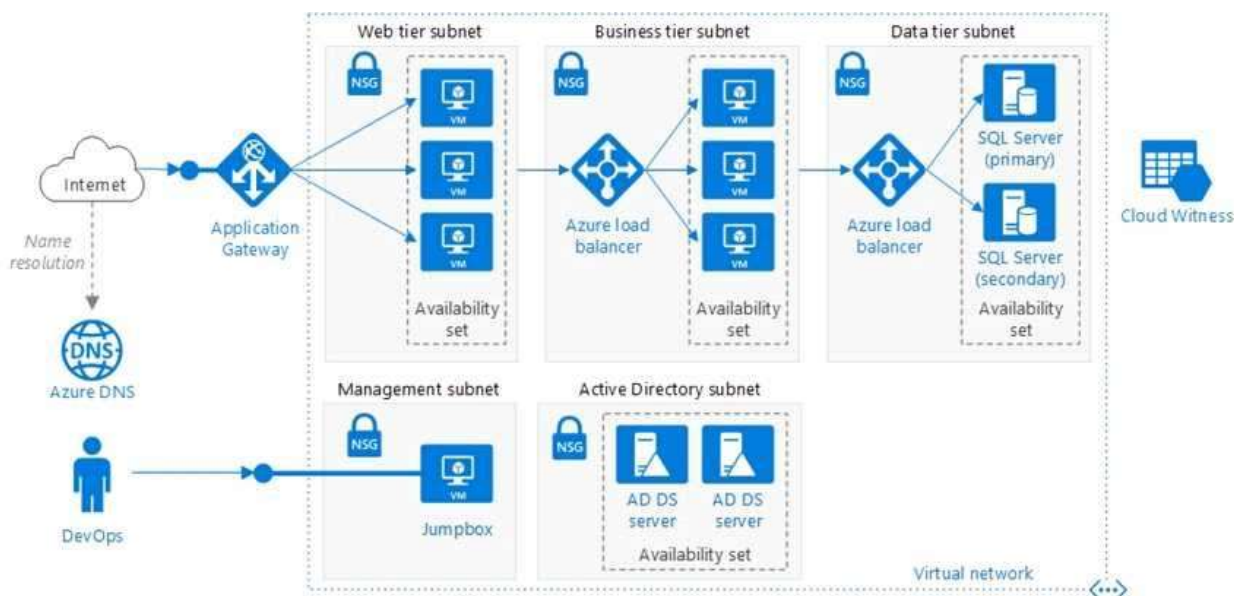 Web tier subnet
Business tier subnet
Data tier subnet
NSG
NSG
NSG
VM
VM
VM
VM
VM
VM
SQL Server
(primary)
SQL Server
(secondary)
Internet
Application
Gateway
Azure load
balancer
Azure load
balancer
Cloud Witness
Name
resolution
Availability
set
Availability
set
Availability
set
DNS
Azure DNS
Management subnet
Active Directory subnet
NSG
NSG
VM
Jumpbox
AD DS
server
AD DS
server
Availability set
DevOps
Virtual network